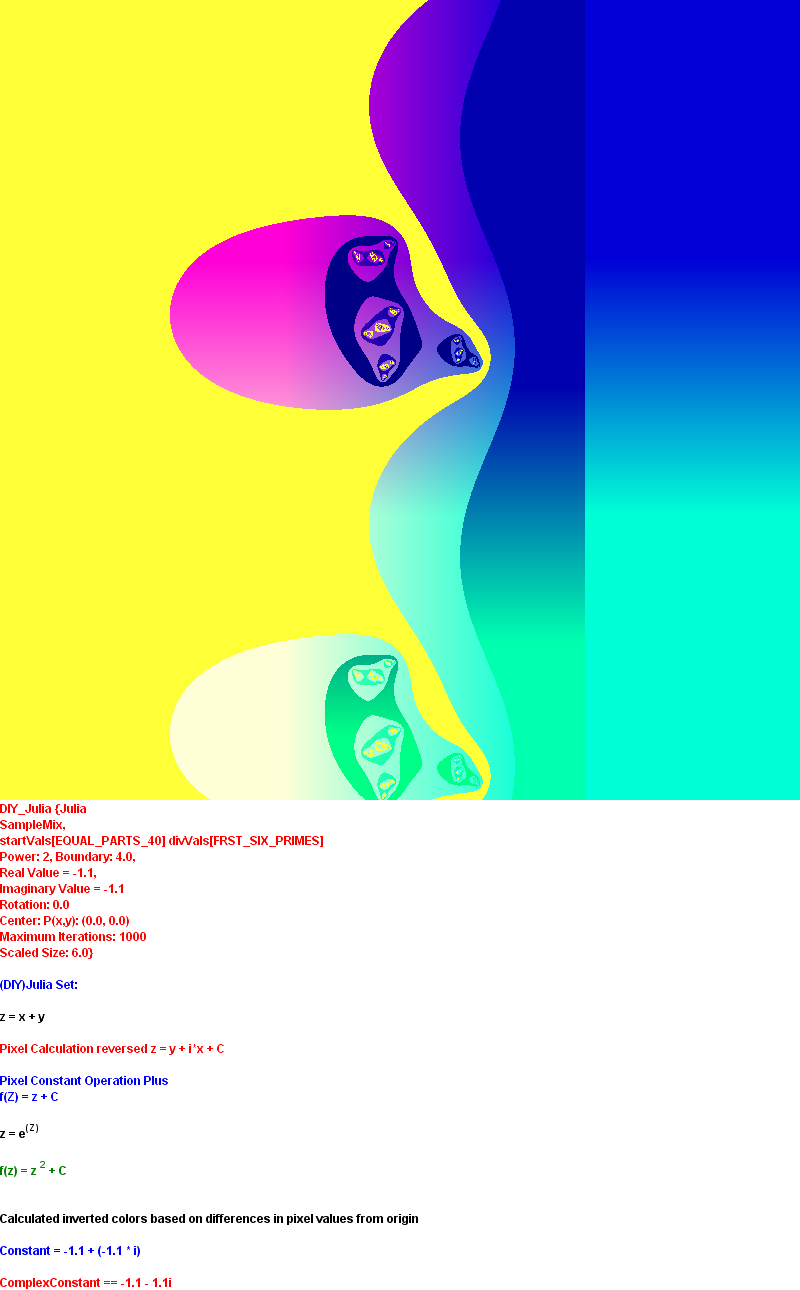 DIY_Julia {Julia
SampleMix,
startVals[EQUAL_PARTS_40] divVals[FRST_SIX_PRIMES]
Power: 2, Boundary: 4.0,
Real Value = -1.1,
Imaginary Value = -1.1
Rotation: 0.0
Center: P(x,y): (0.0, 0.0)
Maximum Iterations: 1000
Scaled Size: 6.0}
(DIY)Julia Set:
z = x + y
Pixel Calculation reversed z = y + i*x + C
Pixel Constant Operation Plus
f(Z) = z + C
z = e(Z)
f(z) = z 2 + C
Calculated inverted colors based on differences in pixel values from origin
Constant = -1.1 + (-1.1 * i)
ComplexConstant == -1.1 - 1.1i